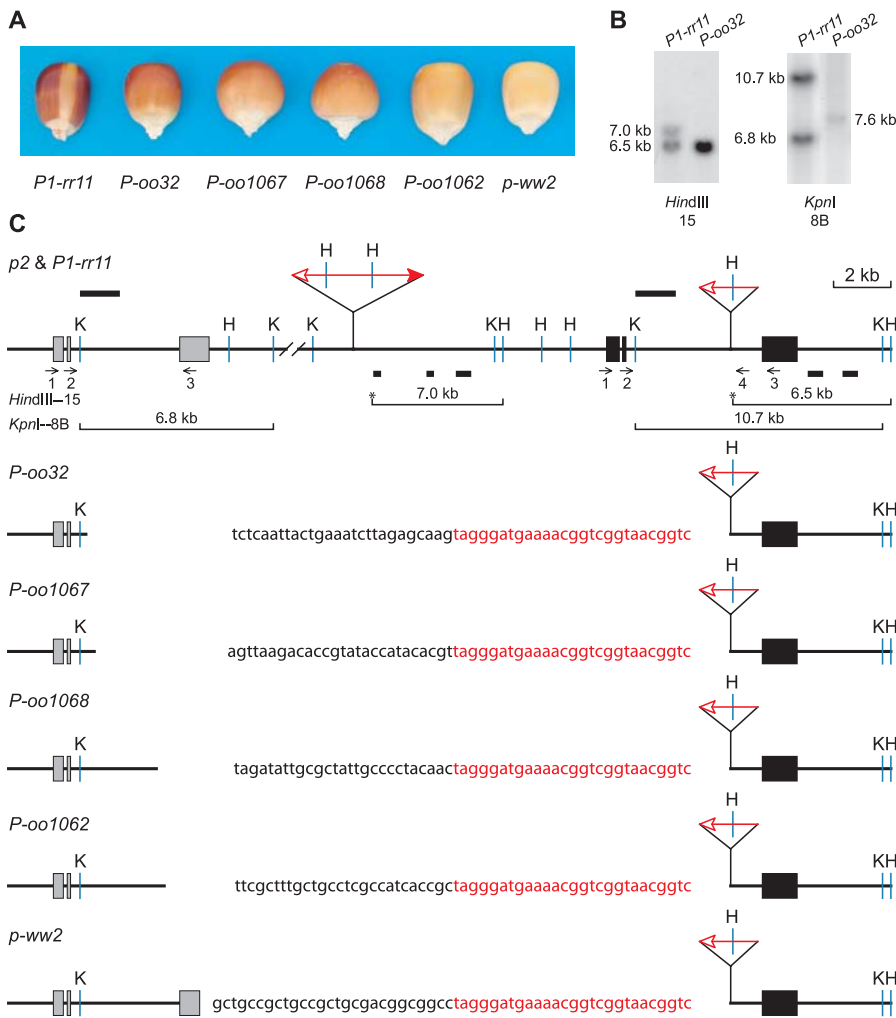 A
P1-rr11 P-oo32 P-oo1067 P-oo1068 P-oo1062 p-ww2
B
P1-rr11 P-oo32 P1-rr11 P-oo32
10.7 kb
7.0 kb
6.5 kb
6.8 kb
7.6 kb
HindIII KpnI
15 8B
C
p2 & P1-rr11
H H H
2 kb
K H K K KH H H K KH
1 2 3 1 2 4 3
HindIII--15 * 7.0 kb * 6.5 kb
KpnI--8B 6.8 kb 10.7 kb
P-oo32
H
K KH
tctcaattactgaaatcttagagcaagtagggatgaaaacggtcggtaacggtc
P-oo1067
H
K KH
agttaagacaccgtataccatacacgttagggatgaaaacggtcggtaacggtc
P-oo1068
H
K KH
tagatattgcgctattgcccctacaactagggatgaaaacggtcggtaacggtc
P-oo1062
H
K KH
ttcgctttgctgcctcgccatcaccgctagggatgaaaacggtcggtaacggtc
p-ww2
H
K KH
gctgccgctgccgctgcgacggcggcctagggatgaaaacggtcggtaacggtc